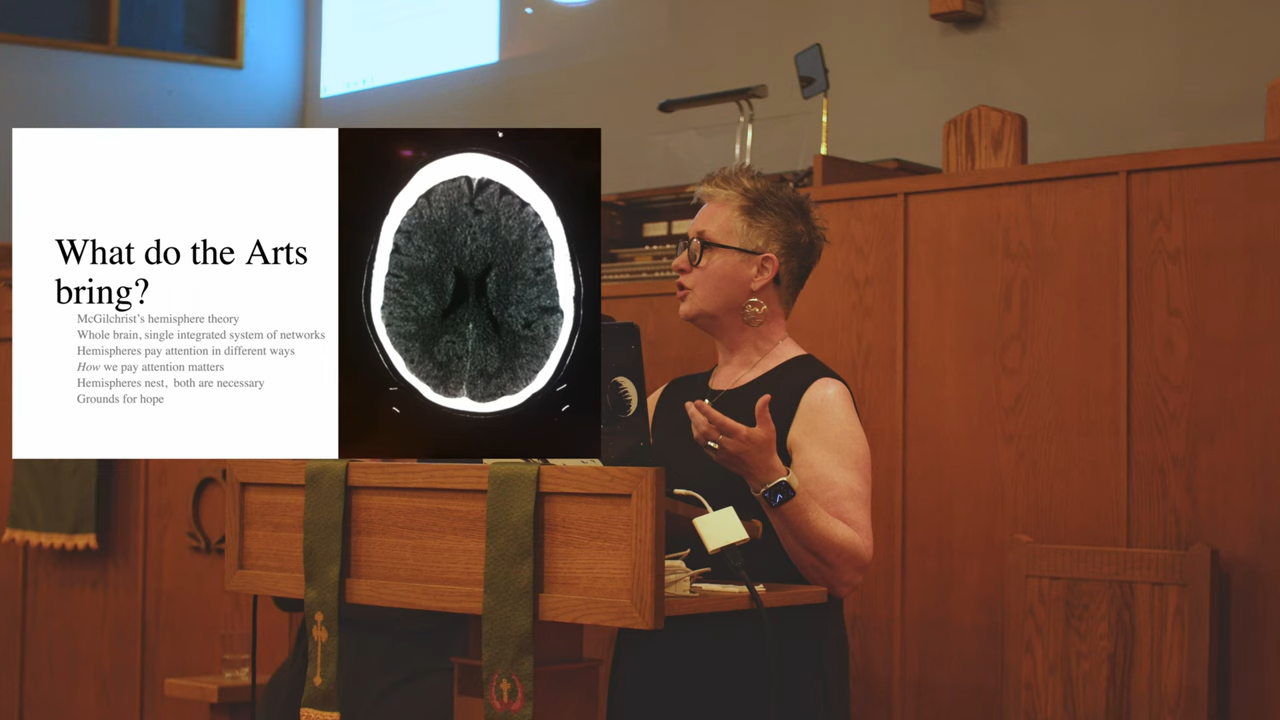 What do the Arts
bring?
McGilchrist's hemisphere theory
Whole brain, single integrated system of networks
Hemispheres pay attention in different ways
How we pay attention matters
Hemispheres nest, both are necessary
Grounds for hope